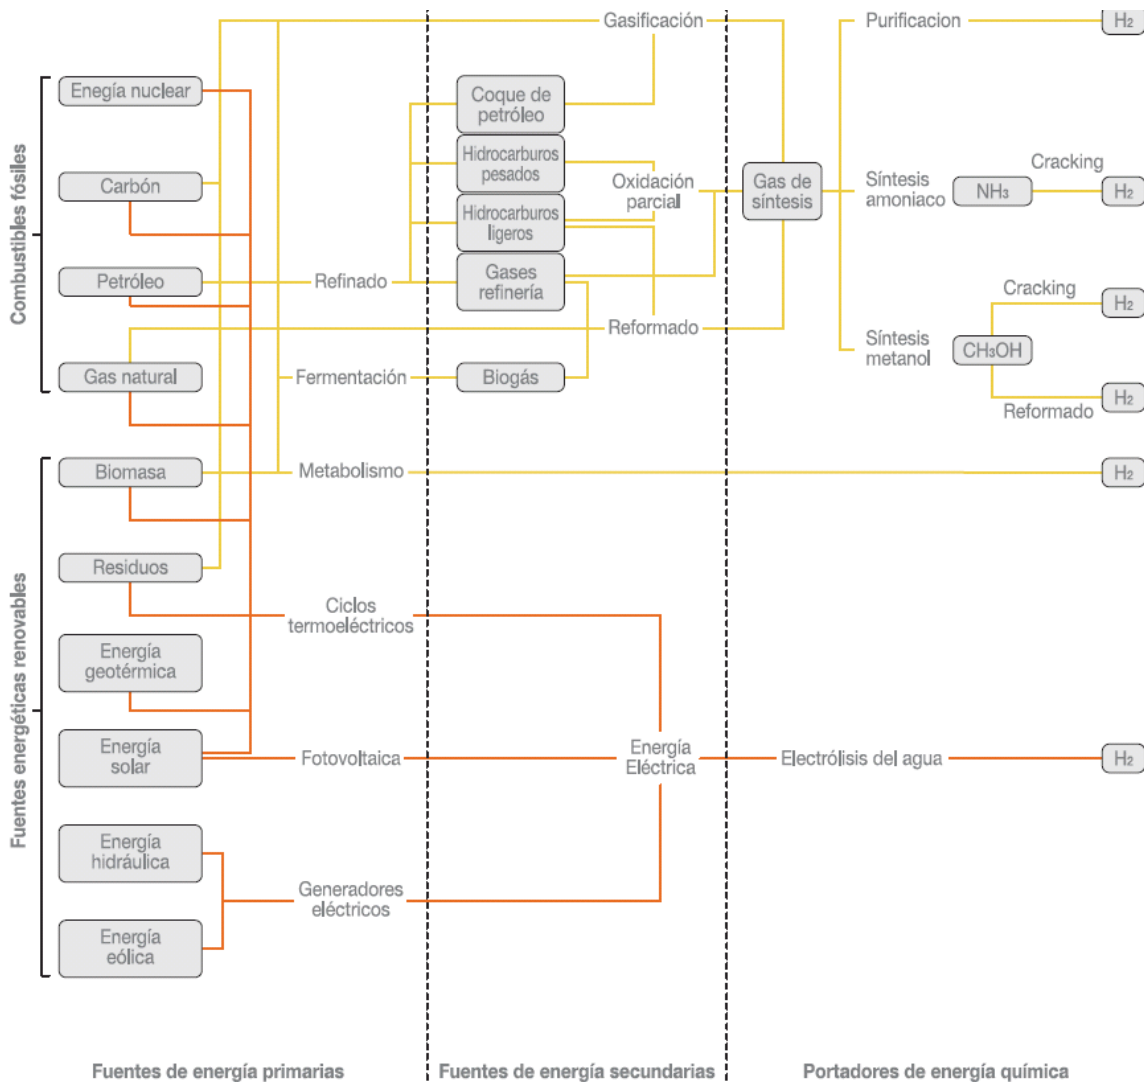 Gasificación
Purificacion
H₂
Enegía nuclear
Coque de
petróleo
Hidrocarburos
pesados
Carbón
Oxidación
parcial
Gas de
síntesis
Síntesis
amoniaco
NH₃
Cracking
H₂
Hidrocarburos
ligeros
Petróleo
Refinado
Gases
refinería
Cracking
H₂
Reformado
Síntesis
metanol
CH₃OH
Gas natural
Fermentación
Biogás
Reformado
H₂
Combustibles fósiles
Biomasa
Metabolismo
H₂
Residuos
Ciclos
termoeléctricos
Energía
geotérmica
Energía
solar
Fotovoltaica
Energía
Eléctrica
Electrólisis del agua
H₂
Energía
hidráulica
Generadores
eléctricos
Energía
eólica
Fuentes energéticas renovables
Fuentes de energía primarias
Fuentes de energía secundarias
Portadores de energía química